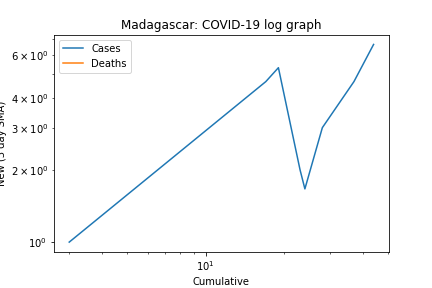 Madagascar: COVID-19 log graph
Cases
Deaths
6 × 10⁰
4 × 10⁰
3 × 10⁰
2 × 10⁰
10⁰
New (3 day SMA)
10¹
Cumulative